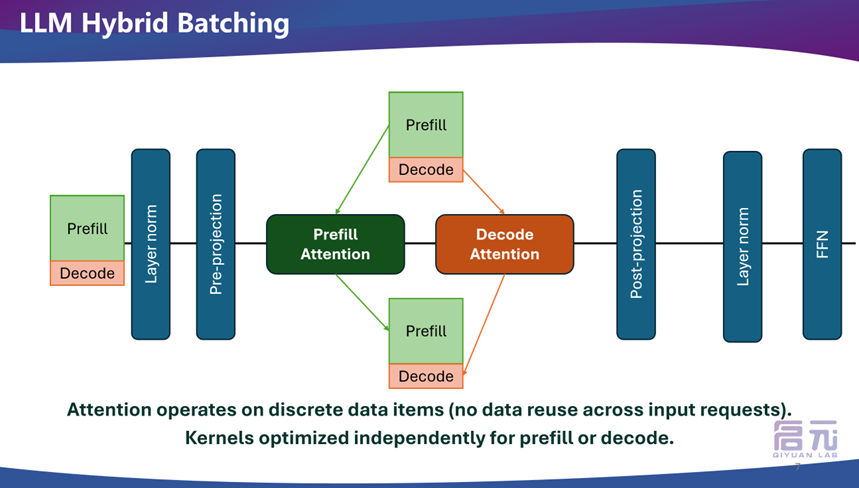 LLM Hybrid Batching
Prefill
Decode
Layer norm
Pre-projection
Prefill
Decode
Prefill
Attention
Decode
Attention
Prefill
Decode
Post-projection
Layer norm
FFN
Attention operates on discrete data items (no data reuse across input requests).
Kernels optimized independently for prefill or decode.
启元
QIYUAN LAB
7